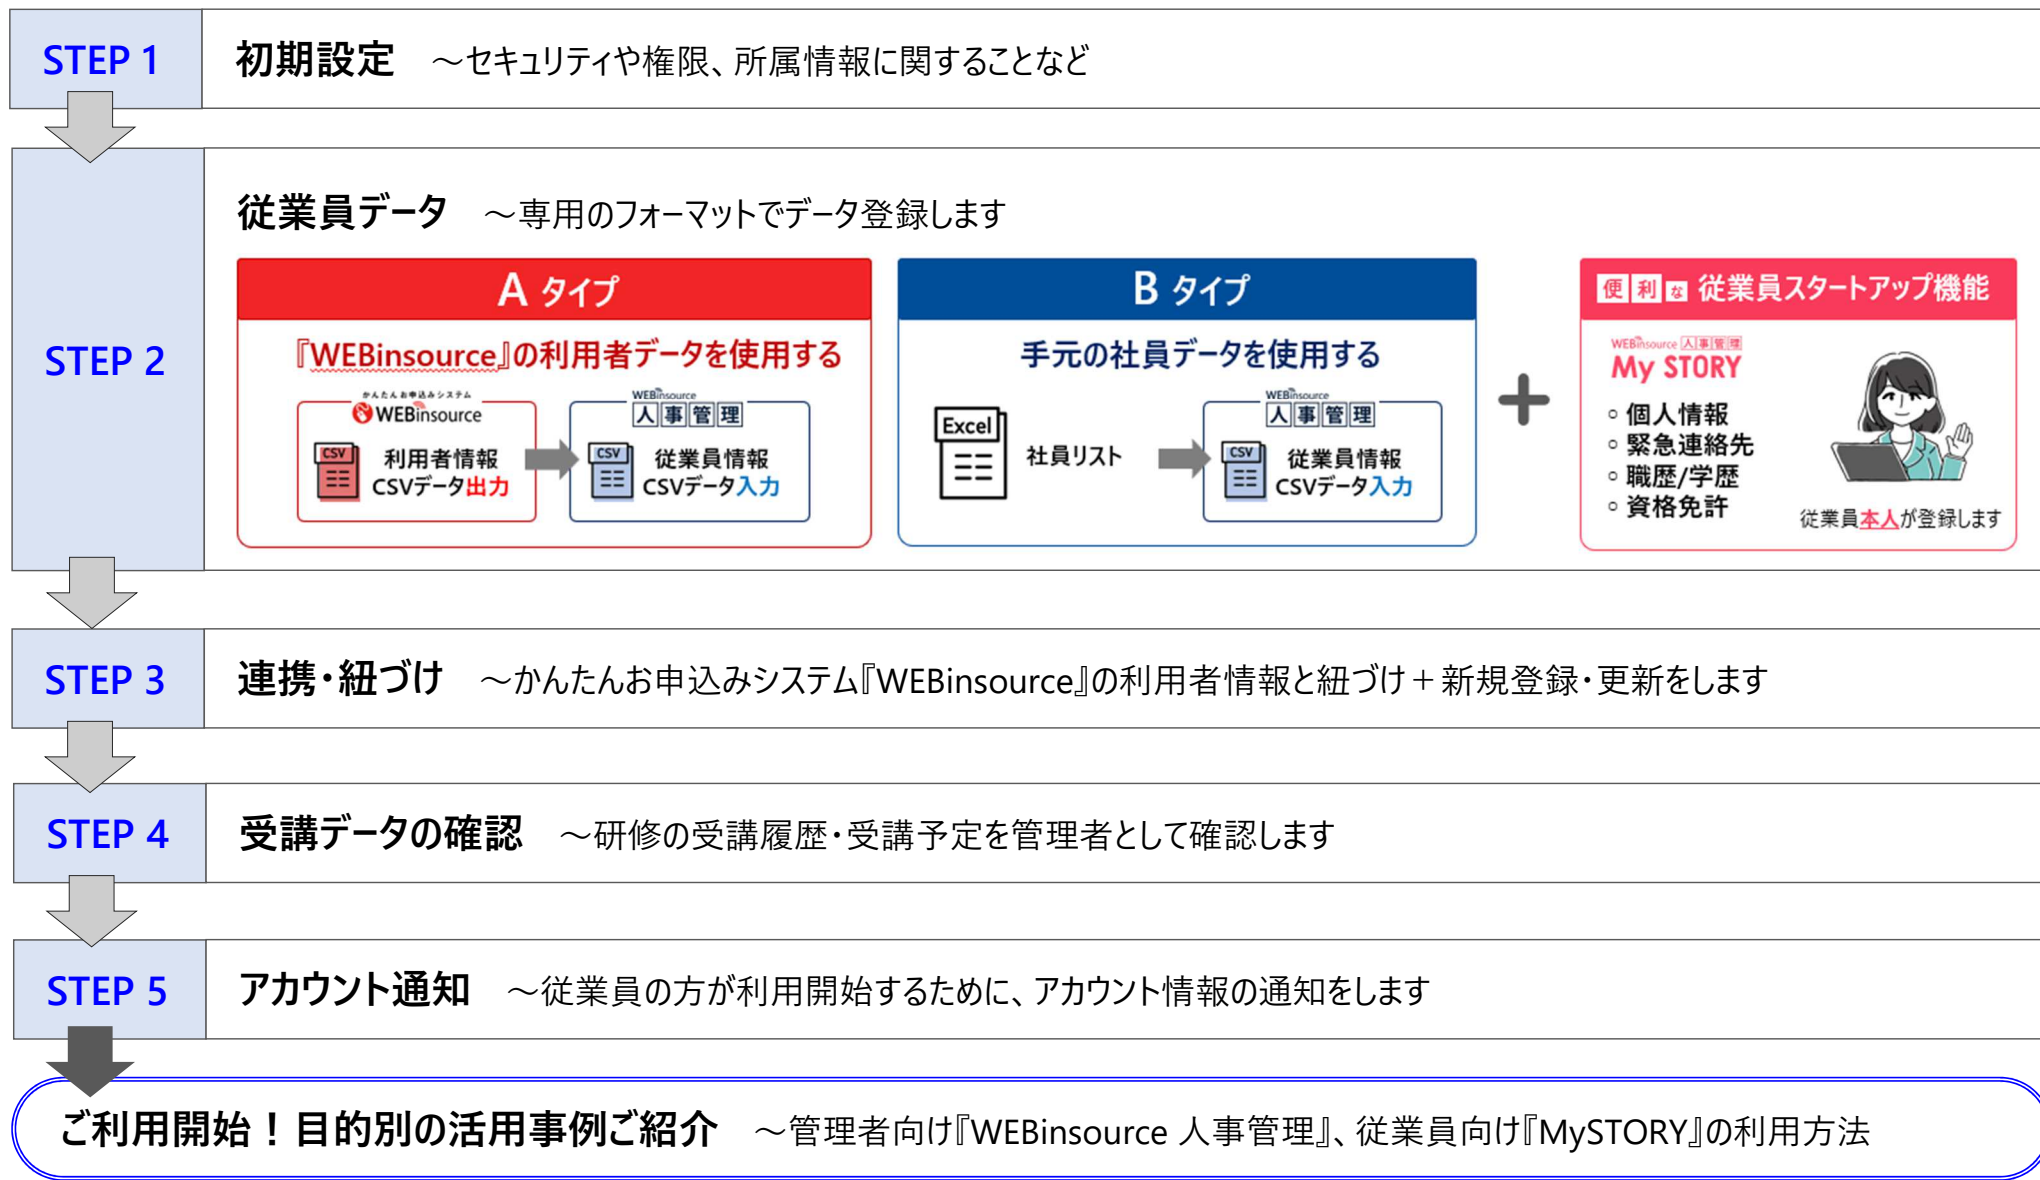 STEP 1
初期設定 ～セキュリティや権限、所属情報に関することなど
STEP 2
従業員データ ～専用のフォーマットでデータ登録します
A タイプ
『WEBinsource』の利用者データを使用する
かんたんお申込みシステム
WEBinsource
CSV
利用者情報
CSVデータ出力
WEBinsource
人事管理
CSV
従業員情報
CSVデータ入力
B タイプ
手元の社員データを使用する
Excel
社員リスト
WEBinsource
人事管理
CSV
従業員情報
CSVデータ入力
便利な 従業員スタートアップ機能
WEBinsource 人事管理
My STORY
○ 個人情報
○ 緊急連絡先
○ 職歴/学歴
○ 資格免許
従業員本人が登録します
STEP 3
連携・紐づけ ～かんたんお申込みシステム『WEBinsource』の利用者情報と紐づけ＋新規登録・更新をします
STEP 4
受講データの確認 ～研修の受講履歴・受講予定を管理者として確認します
STEP 5
アカウント通知 ～従業員の方が利用開始するために、アカウント情報の通知をします
ご利用開始！目的別の活用事例ご紹介 ～管理者向け『WEBinsource 人事管理』、従業員向け『MySTORY』の利用方法